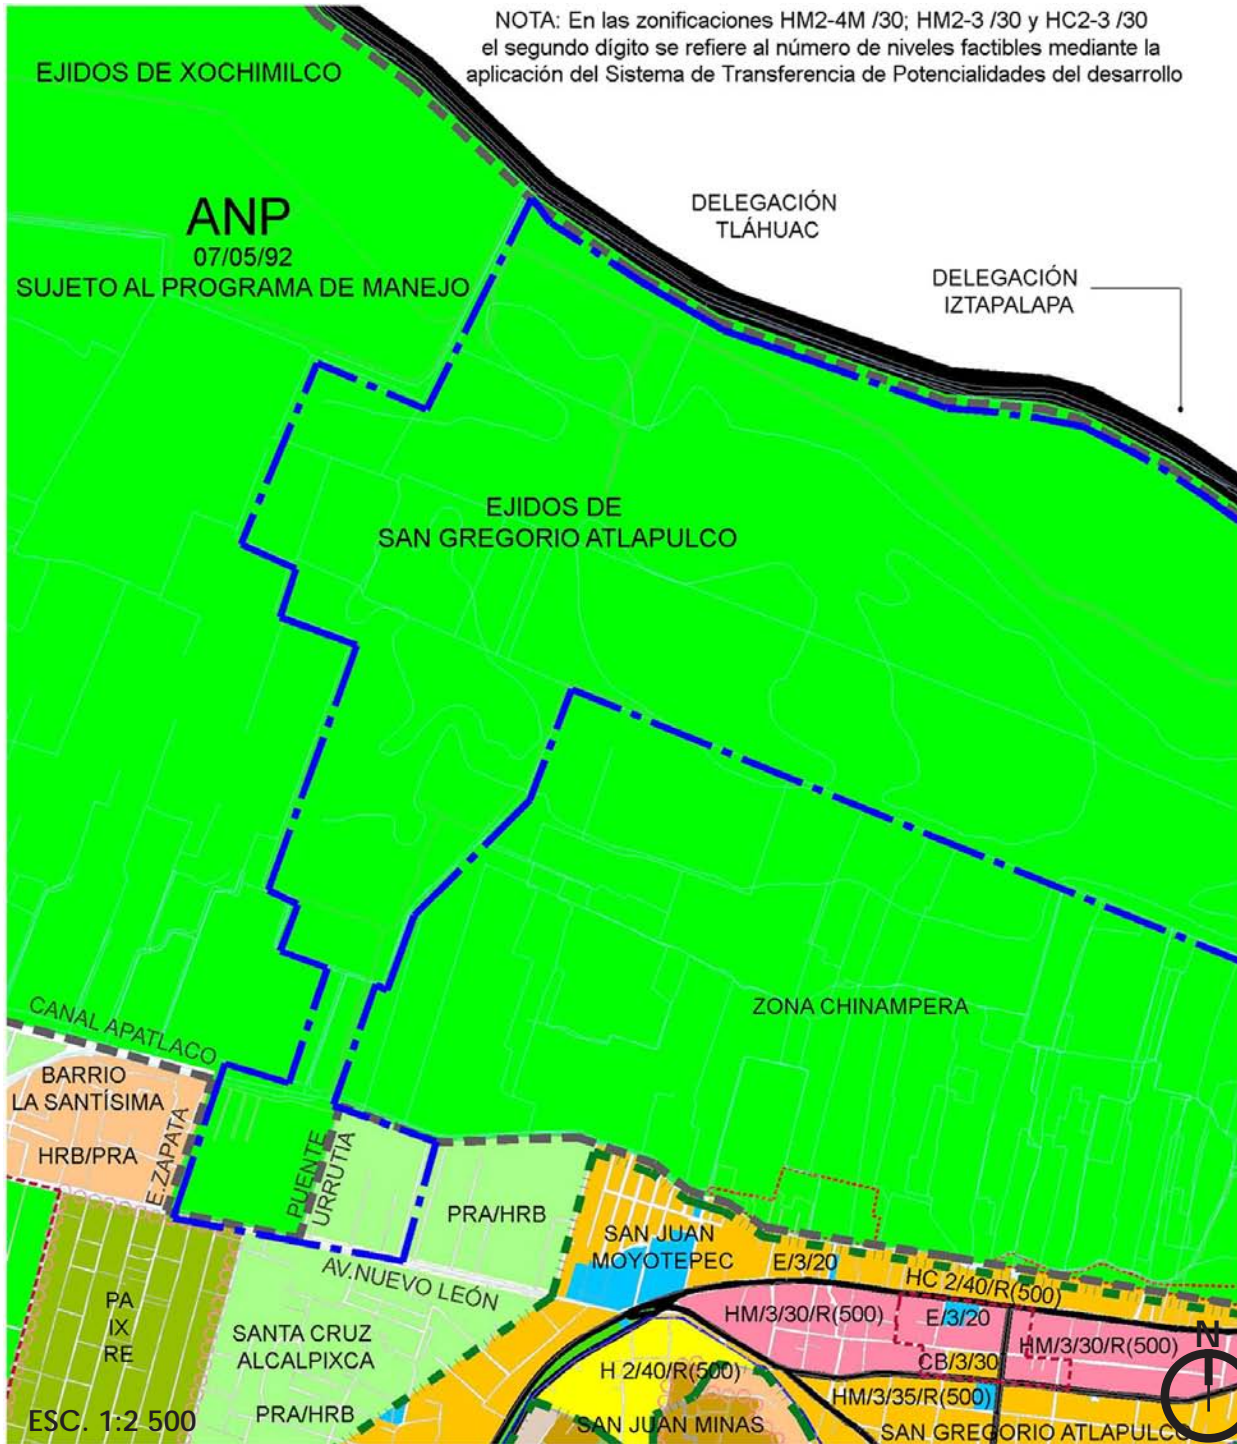 NOTA: En las zonificaciones HM2-4M /30; HM2-3 /30 y HC2-3 /30
el segundo dígito se refiere al número de niveles factibles mediante la
aplicación del Sistema de Transferencia de Potencialidades del desarrollo
EJIDOS DE XOCHIMILCO
ANP
07/05/92
SUJETO AL PROGRAMA DE MANEJO
DELEGACIÓN
TLÁHUAC
DELEGACIÓN
IZTAPALAPA
EJIDOS DE
SAN GREGORIO ATLAPULCO
ZONA CHINAMPERA
CANAL APATLACO
BARRIO
LA SANTÍSIMA
HRB/PRA
E.ZAPATA
PUENTE
URRUTIA
PRA/HRB
AV.NUEVO LEÓN
SAN JUAN
MOYOTEPEC
E/3/20
HC 2/40/R(500)
HM/3/30/R(500)
E/3/20
HM/3/30/R(500)
CB/3/30
HM/3/35/R(500)
H 2/40/R(500)
PA
IX
RE
SANTA CRUZ
ALCALPIXCA
PRA/HRB
SAN JUAN MINAS
SAN GREGORIO ATLAPULCO
N
ESC. 1:2 500